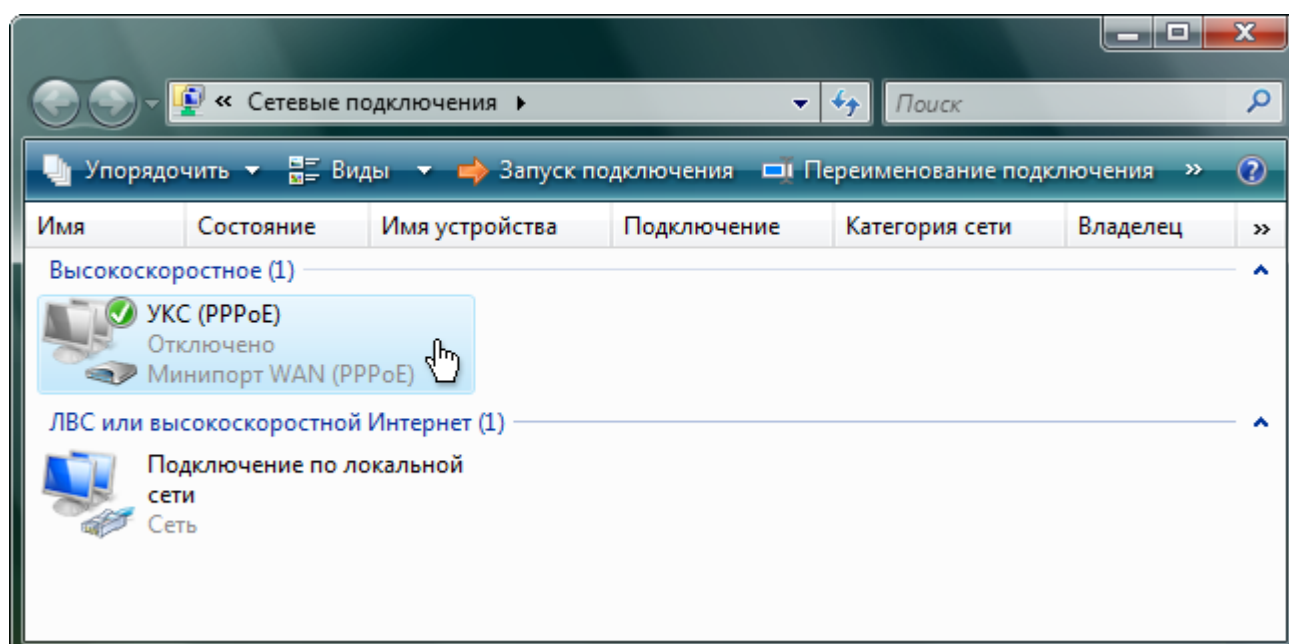 « Сетевые подключения
Поиск
Упорядочить Виды Запуск подключения Переименование подключения »
Имя Состояние Имя устройства Подключение Категория сети Владелец »
Высокоскоростное (1)
УКС (PPPoE)
Отключено
Минипорт WAN (PPPoE)
ЛВС или высокоскоростной Интернет (1)
Подключение по локальной
сети
Сеть